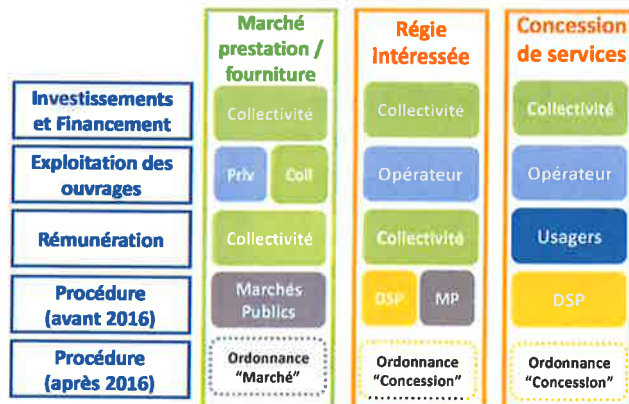 Marché
prestation /
fourniture
Régie
intéressée
Concession
de services
Investissements
et Financement
Collectivité
Collectivité
Collectivité
Exploitation des
ouvrages
Priv
Coll
Opérateur
Opérateur
Rémunération
Collectivité
Collectivité
Usagers
Procédure
(avant 2016)
Marchés
Publics
DSP
MP
DSP
Procédure
(après 2016)
Ordonnance
"Marché"
Ordonnance
"Concession"
Ordonnance
"Concession"